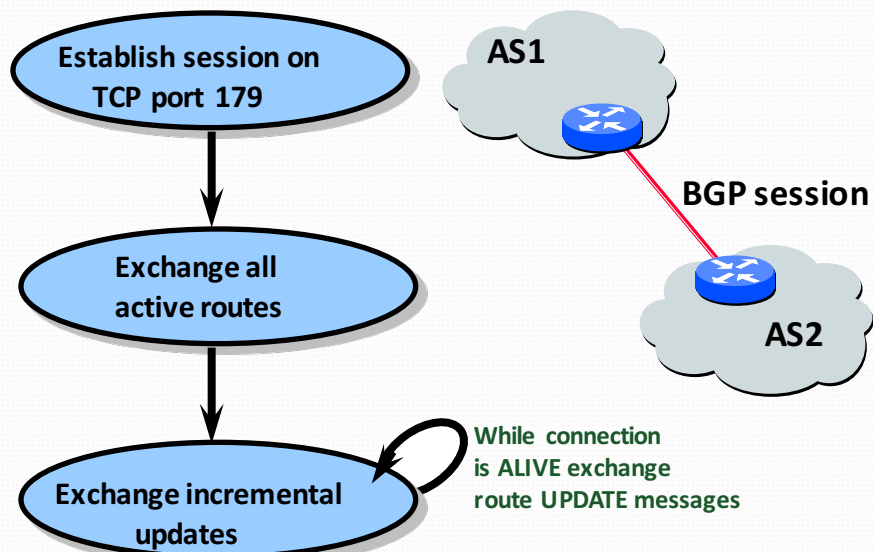 Establish session on
TCP port 179
Exchange all
active routes
Exchange incremental
updates
While connection
is ALIVE exchange
route UPDATE messages
AS1
BGP session
AS2